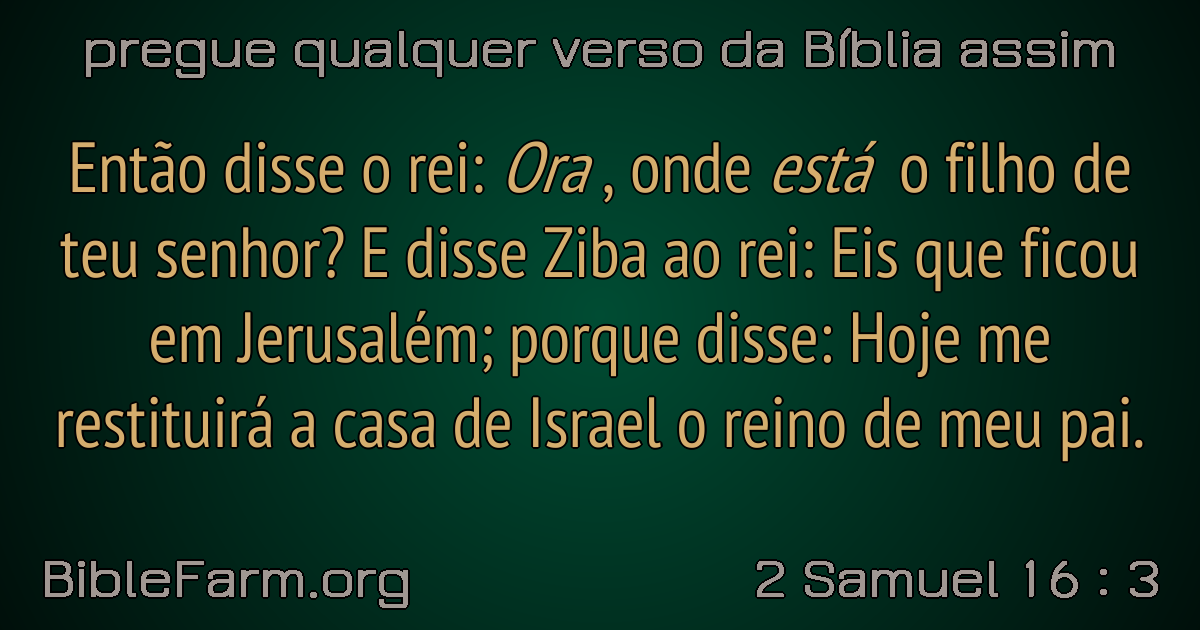 pregue qualquer verso da Bíblia assim
Então disse o rei: Ora , onde está o filho de
teu senhor? E disse Ziba ao rei: Eis que ficou
em Jerusalém; porque disse: Hoje me
restituirá a casa de Israel o reino de meu pai.
BibleFarm.org
2 Samuel 16 : 3